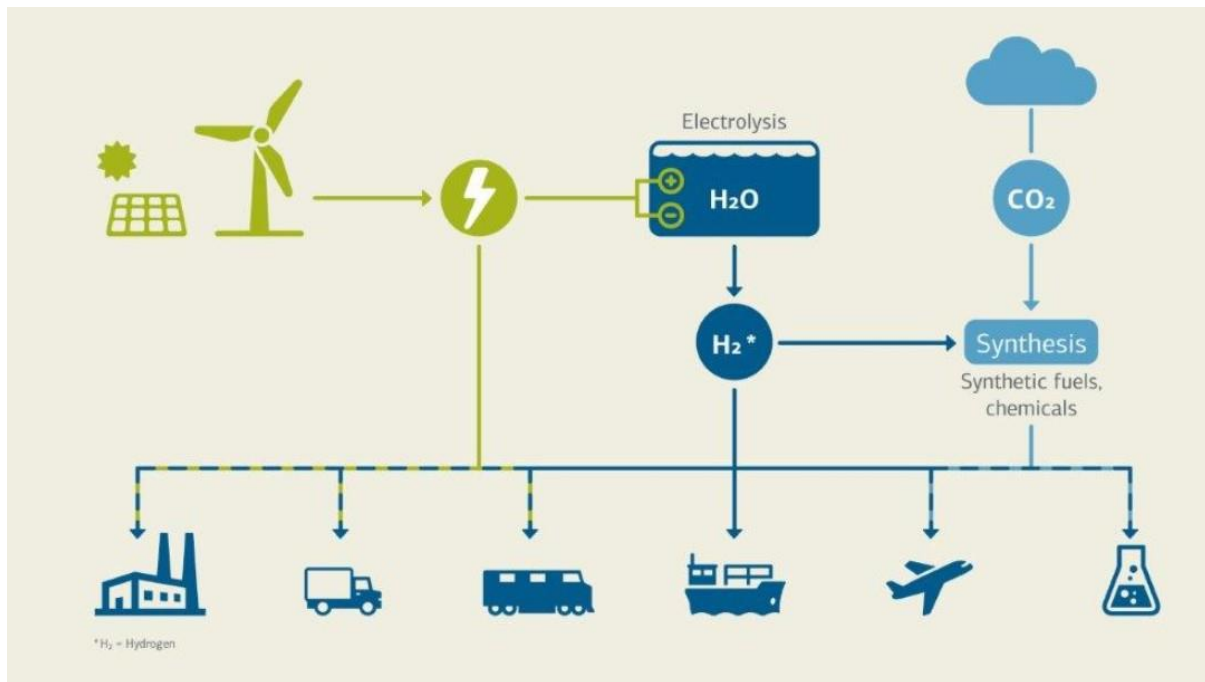 Electrolysis
H₂O
CO₂
H₂*
Synthesis
Synthetic fuels,
chemicals
*H₂ = Hydrogen